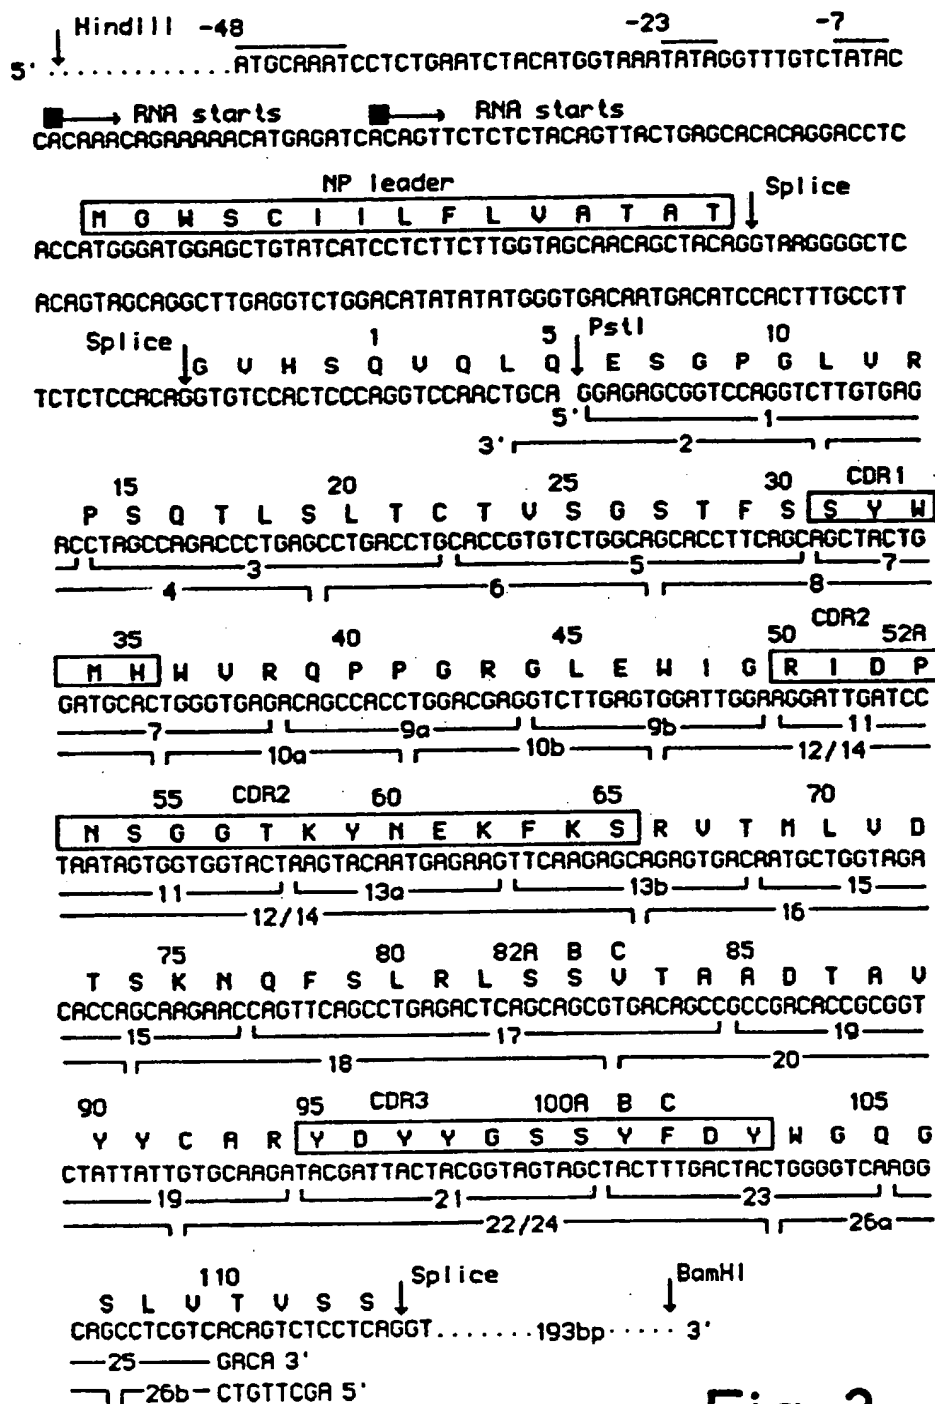 HindIII -48 -23 -7
5' ..............ATGCAAATCCTCTGAATCTACATGGTAAATATAGGTTTGTCTATAC
RNA starts RNA starts
CACAAACAGAAAAACATGAGATCACAGTTCTCTCTACAGTTACTGAGCACACAGGACCTC
NP leader Splice
M G W S C I I L F L V A T A T
ACCATGGGATGGAGCTGTATCATCCTCTTCTTGGTAGCAACAGCTACAGGTAAGGGGCTC
ACAGTAGCAGGCTTGAGGTCTGGACATATATATGGGTGACAATGACATCCACTTTGCCTT
Splice 1 5 PstI 10
G V H S Q V Q L Q E S G P G L V R
TCTCTCCACAGGTGTCCACTCCCAGGTCCAACTGCA GGAGAGCGGTCCAGGTCTTGTGAG
5' 1
3' 2
15 20 25 30 CDR1
P S Q T L S L T C T V S G S T F S S Y W
ACCTAGCCAGACCCTGAGCCTGACCTGCACCGTGTCTGGCAGCACCTTCAGCAGCTACTG
3 5 7
4 6 8
35 40 45 50 CDR2 52A
M H W V R Q P P G R G L E W I G R I D P
GATGCACTGGGTGAGACAGCCACCTGGACGAGGTCTTGAGTGGATTGGAAGGATTGATCC
7 9a 9b 11
10a 10b 12/14
55 CDR2 60 65 70
N S G G T K Y N E K F K S R V T M L V D
TAATAGTGGTGGTACTAAGTACAATGAGAAGTTCAAGAGCAGAGTGACAATGCTGGTAGA
11 13a 13b 15
12/14 16
75 80 82A B C 85
T S K N Q F S L R L S S V T A A D T A V
CACCAGCAAGAACCAGTTCAGCCTGAGACTCAGCAGCGTGACAGCCGCCGACACCGCGGT
15 17 19
18 20
90 95 CDR3 100A B C 105
Y Y C A R Y D Y Y G S S Y F D Y W G Q G
CTATTATTGTGCAAGATACGATTACTACGGTAGTAGCTACTTTGACTACTGGGGTCAAGG
19 21 23
22/24 26a
110 Splice BamHI
S L V T V S S
CAGCCTCGTCACAGTCTCCTCAGGT.......193bp..... 3'
25 GACA 3'
26b CTGTTCGA 5'